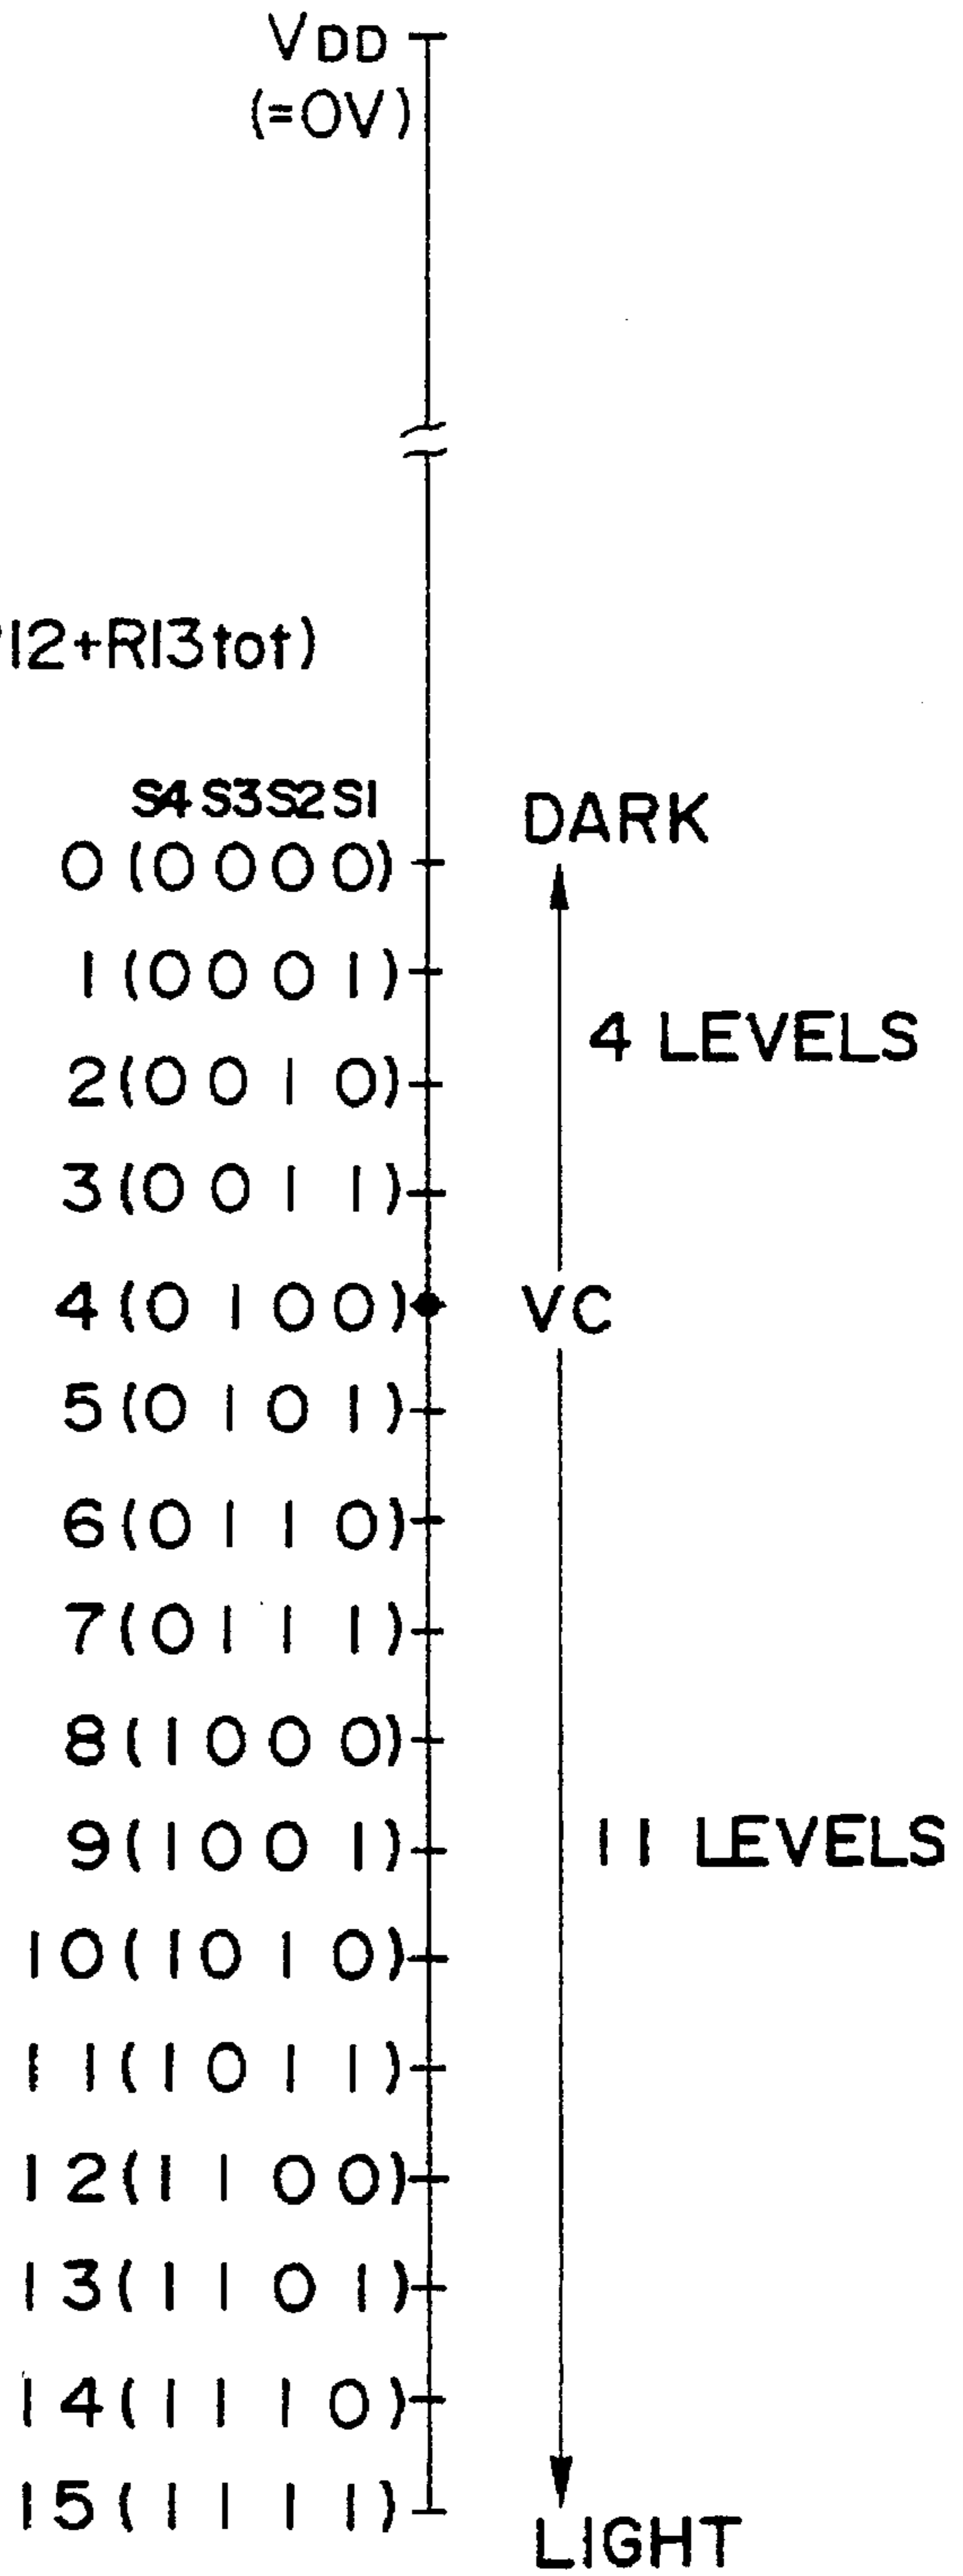 VDD
(=0V)
12+R13tot)
S4 S3 S2 S1
DARK
0 (0 0 0 0)
1 (0 0 0 1)
4 LEVELS
2 (0 0 1 0)
3 (0 0 1 1)
4 (0 1 0 0)
VC
5 (0 1 0 1)
6 (0 1 1 0)
7 (0 1 1 1)
8 (1 0 0 0)
11 LEVELS
9 (1 0 0 1)
10 (1 0 1 0)
11 (1 0 1 1)
12 (1 1 0 0)
13 (1 1 0 1)
14 (1 1 1 0)
15 (1 1 1 1)
LIGHT